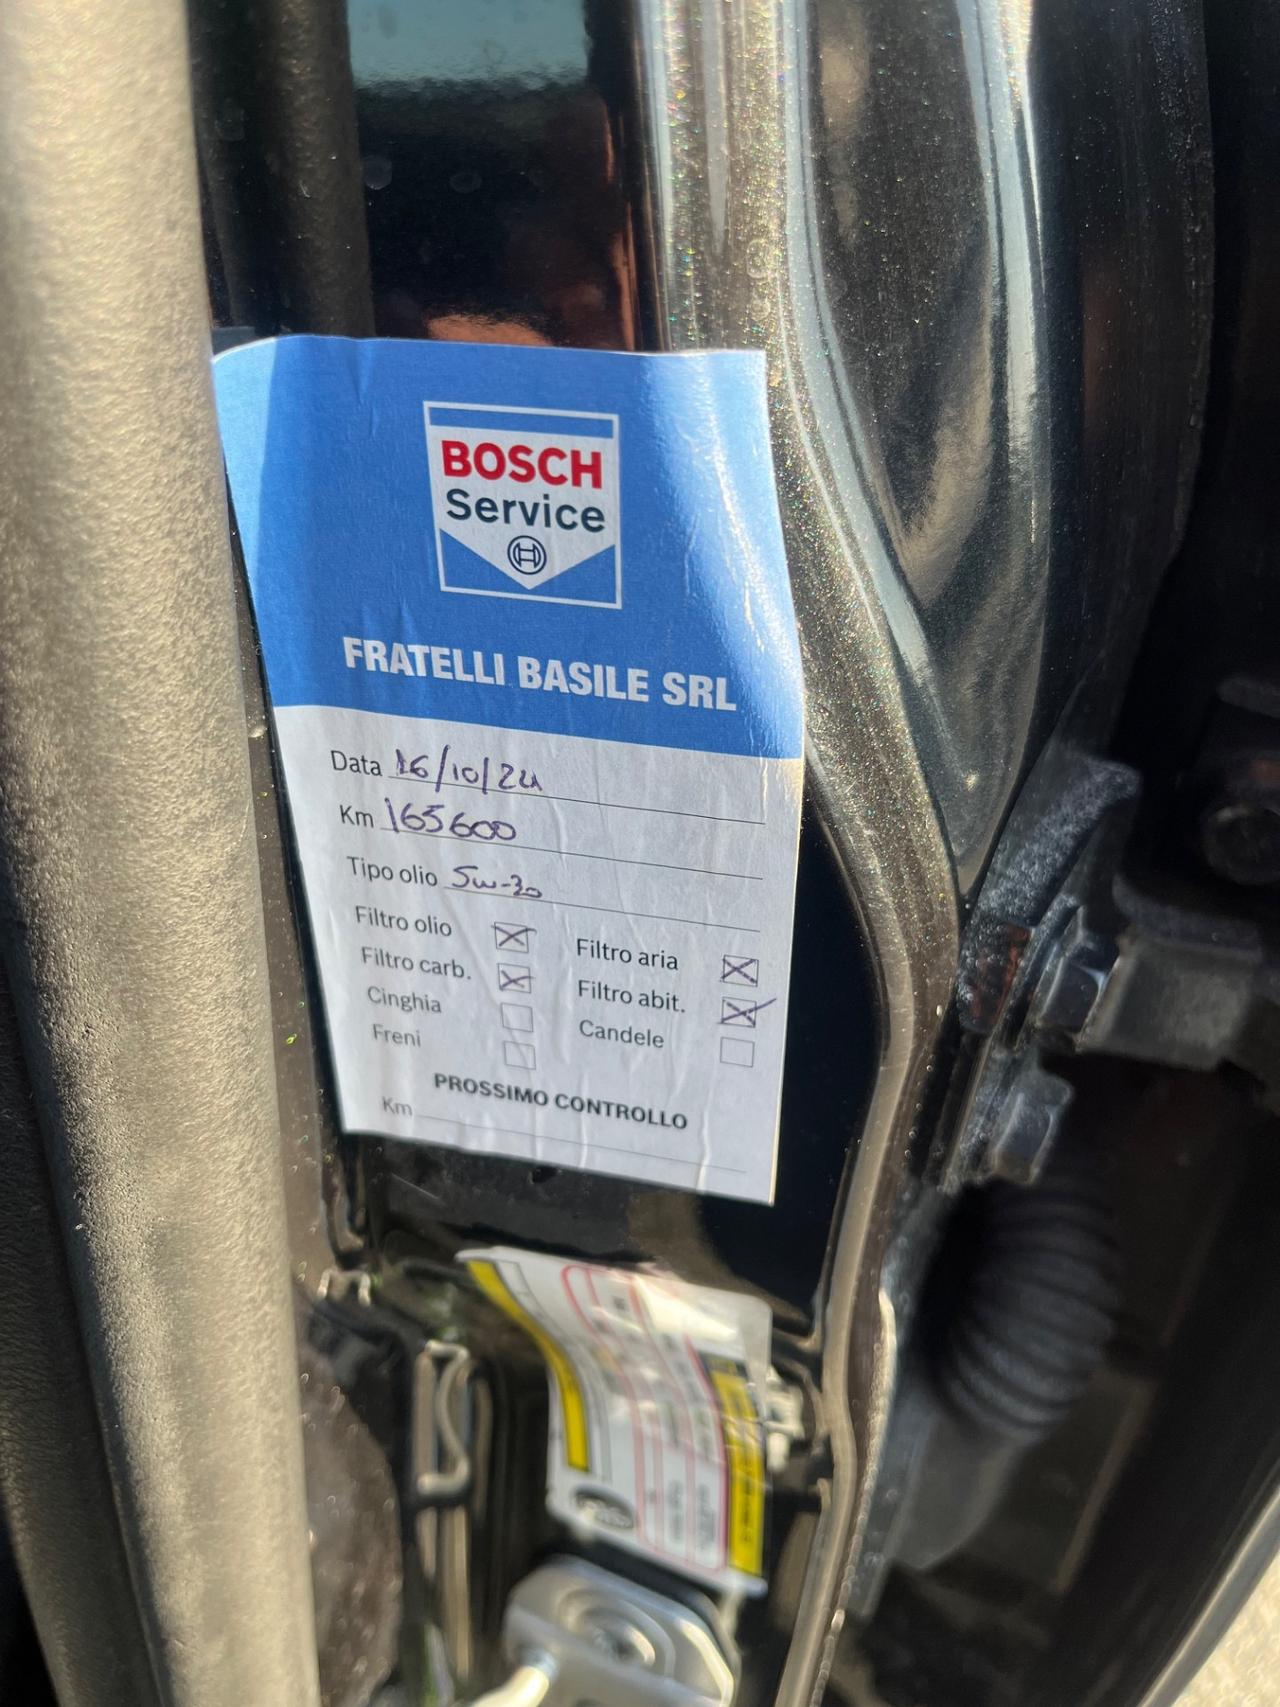 BOSCH
Service
FRATELLI BASILE SRL
Data 16/10/24
Km 165600
Tipo olio 5w-30
Filtro olio
Filtro aria
Filtro carb.
Filtro abit.
Cinghia
Candele
Freni
PROSSIMO CONTROLLO
Km